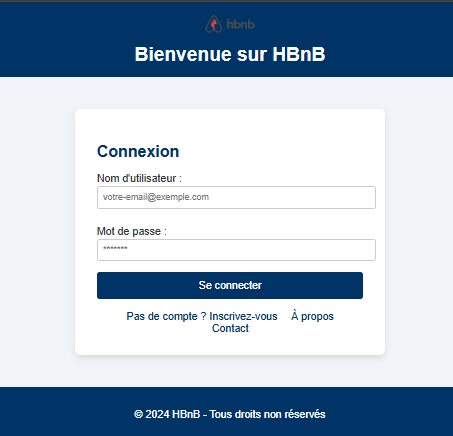 hbnb
Bienvenue sur HBnB
Connexion
Nom d'utilisateur :
votre-email@exemple.com
Mot de passe :
*******
Se connecter
Pas de compte ? Inscrivez-vous À propos
Contact
© 2024 HBnB - Tous droits non réservés